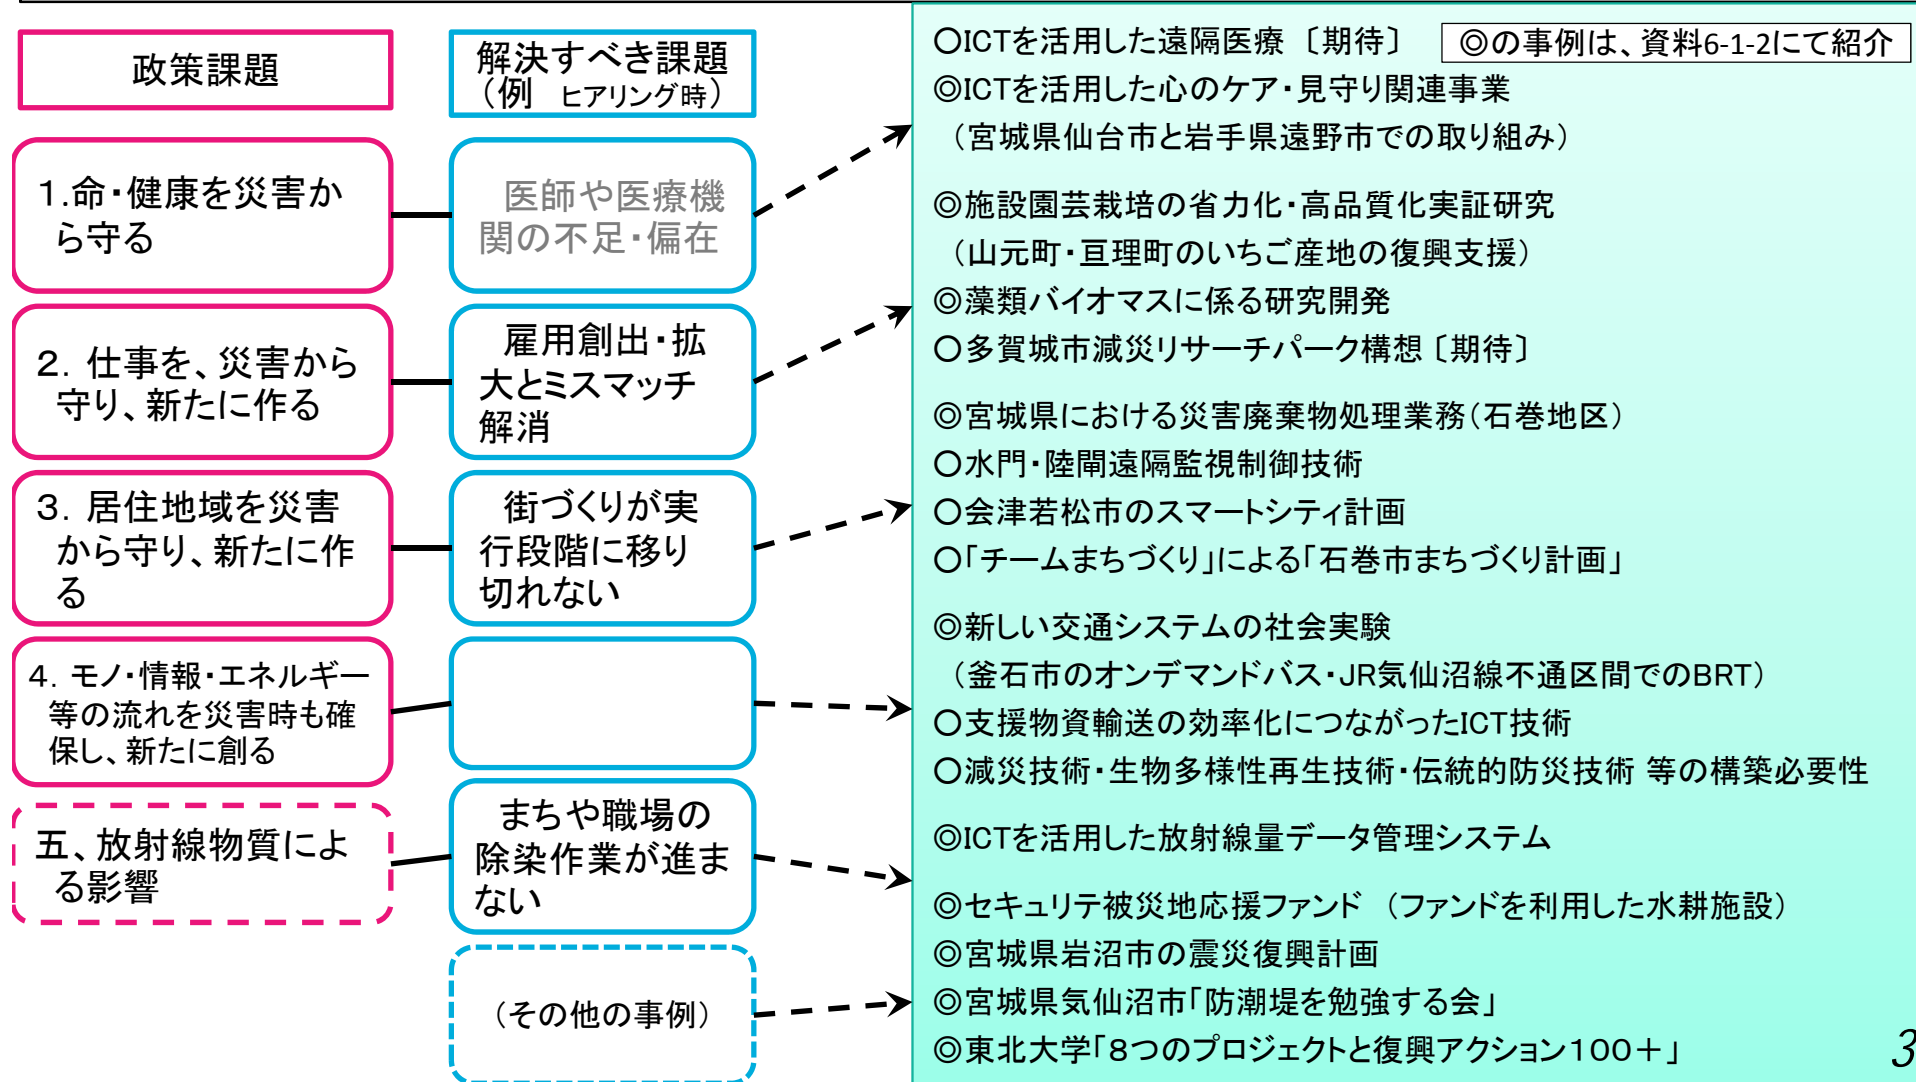 政策課題
解決すべき課題
（例　ヒアリング時）
１.命・健康を災害か
ら守る
医師や医療機
関の不足・偏在
２．仕事を、災害から
守り、新たに作る
雇用創出・拡
大とミスマッチ
解消
３．居住地域を災害
から守り、新たに作
る
街づくりが実
行段階に移り
切れない
４．モノ・情報・エネルギー
等の流れを災害時も確
保し、新たに創る
五、放射線物質によ
る影響
まちや職場の
除染作業が進ま
ない
（その他の事例）
〇ICTを活用した遠隔医療〔期待〕
◎の事例は、資料6-1-2にて紹介
◎ICTを活用した心のケア・見守り関連事業
（宮城県仙台市と岩手県遠野市での取り組み）
◎施設園芸栽培の省力化・高品質化実証研究
（山元町・亘理町のいちご産地の復興支援）
◎藻類バイオマスに係る研究開発
〇多賀城市減災リサーチパーク構想〔期待〕
◎宮城県における災害廃棄物処理業務（石巻地区）
〇水門・陸閘遠隔監視制御技術
〇会津若松市のスマートシティ計画
〇「チームまちづくり」による「石巻市まちづくり計画」
◎新しい交通システムの社会実験
（釜石市のオンデマンドバス・JR気仙沼線不通区間でのBRT）
〇支援物資輸送の効率化につながったICT技術
〇減災技術・生物多様性再生技術・伝統的防災技術 等の構築必要性
◎ICTを活用した放射線量データ管理システム
◎セキュリテ被災地応援ファンド　（ファンドを利用した水耕施設）
◎宮城県岩沼市の震災復興計画
◎宮城県気仙沼市「防潮堤を勉強する会」
◎東北大学「８つのプロジェクトと復興アクション１００＋」
3